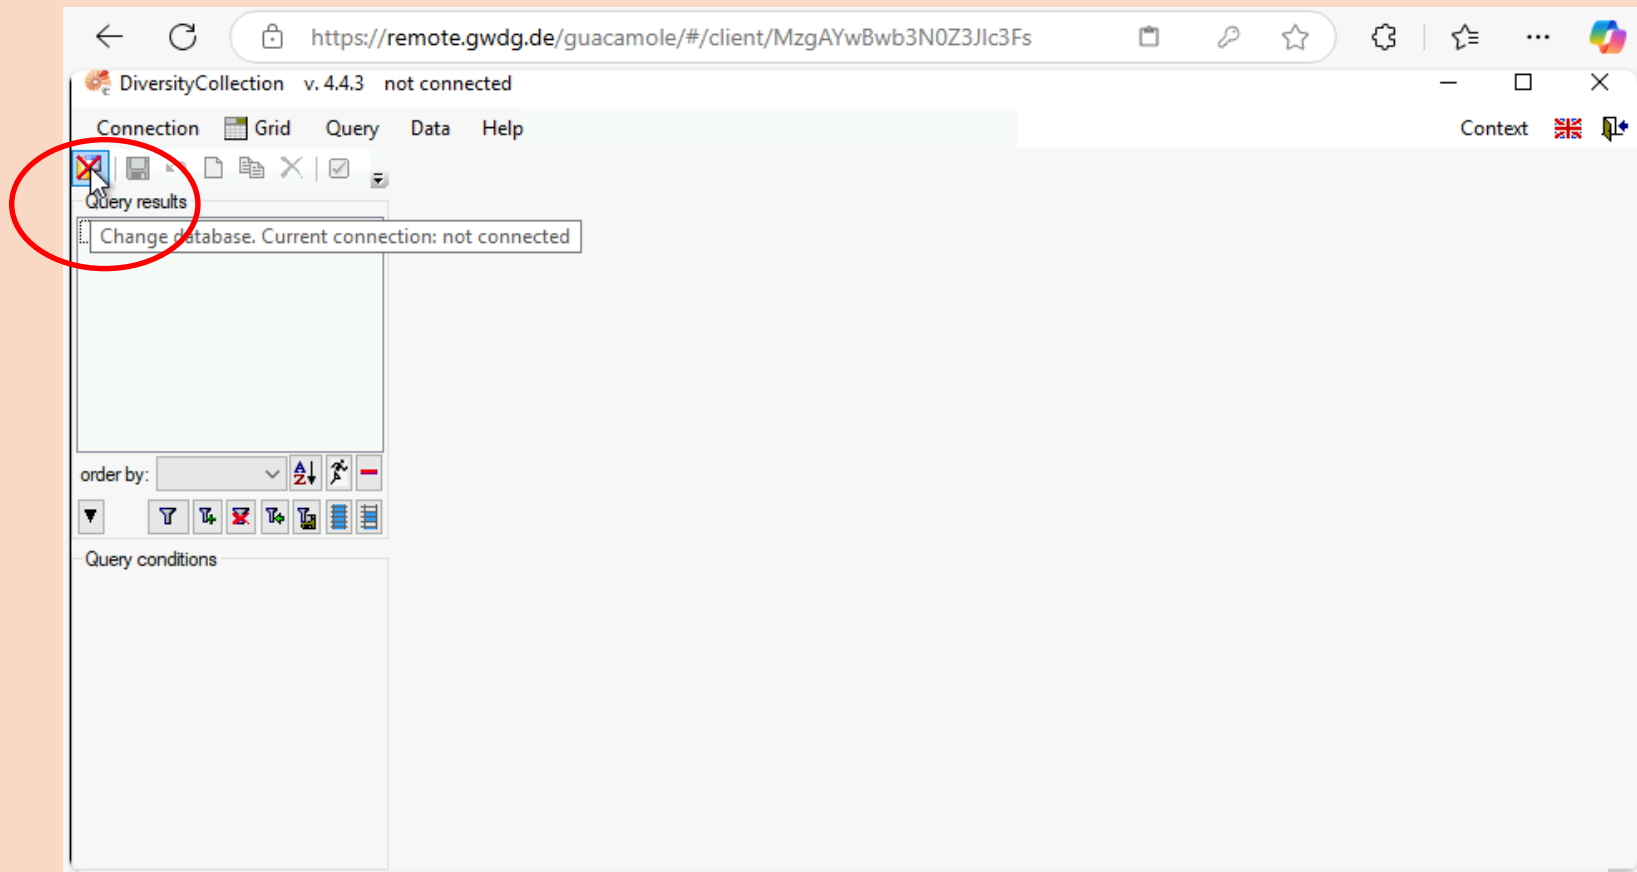 https://remote.gwdg.de/guacamole/#/client/MzgAYwBwb3N0Z3JIc3Fs
DiversityCollection v. 4.4.3 not connected
Connection Grid Query Data Help Context
Query results
Change database. Current connection: not connected
order by:
Query conditions